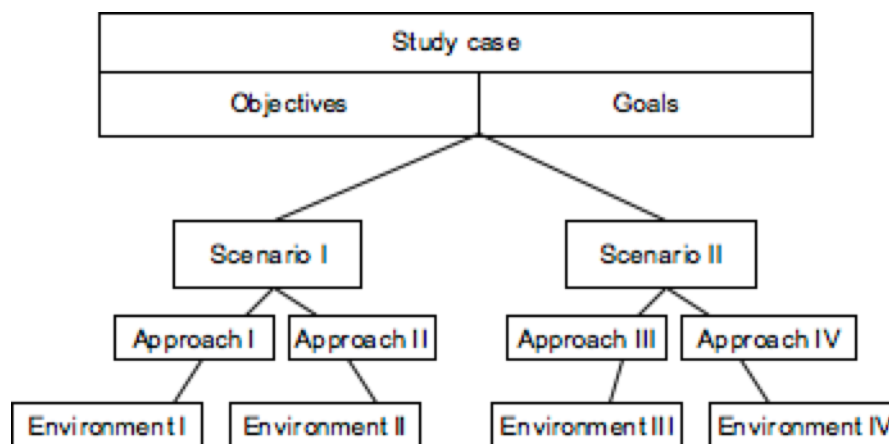 Study case
Objectives Goals
Scenario I Scenario II
Approach I Approach II Approach III Approach IV
Environment I Environment II Environment III Environment IV